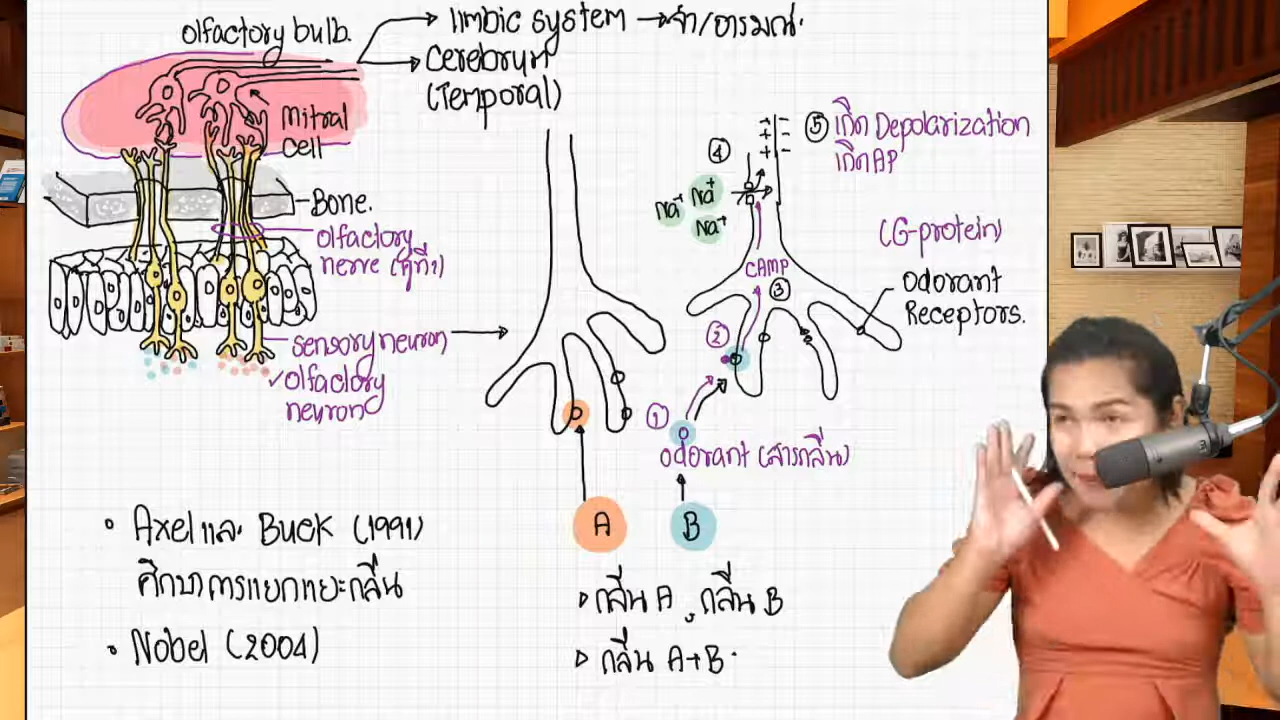 olfactory bulb.
limbic system → จำ/อารมณ์.
Cerebrum
(Temporal)
Mitral
Cell
Bone.
olfactory
nerve (คู่ที่1)
sensory neuron
✓olfactory
neuron
④
⑤ เกิด Depolarization
เกิด AP
Na⁺ Na⁺
Na⁺
(G-protein)
cAMP
③
odorant
Receptors.
②
①
odorant (สารกลิ่น)
A B
• Axel และ Buck (1991)
ศึกษาการแยกแยะกลิ่น
• Nobel (2004)
▷ กลิ่น A , กลิ่น B
▷ กลิ่น A+B